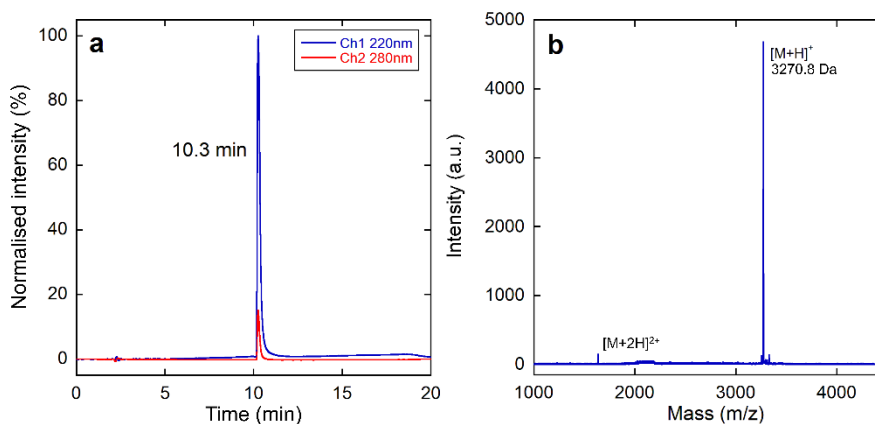 a
Ch1 220nm
Ch2 280nm
10.3 min
Normalised intensity (%)
100
80
60
40
20
0
0
5
10
15
20
Time (min)
b
[M+H]⁺
3270.8 Da
[M+2H]²⁺
Intensity (a.u.)
5000
4000
3000
2000
1000
0
1000
2000
3000
4000
Mass (m/z)